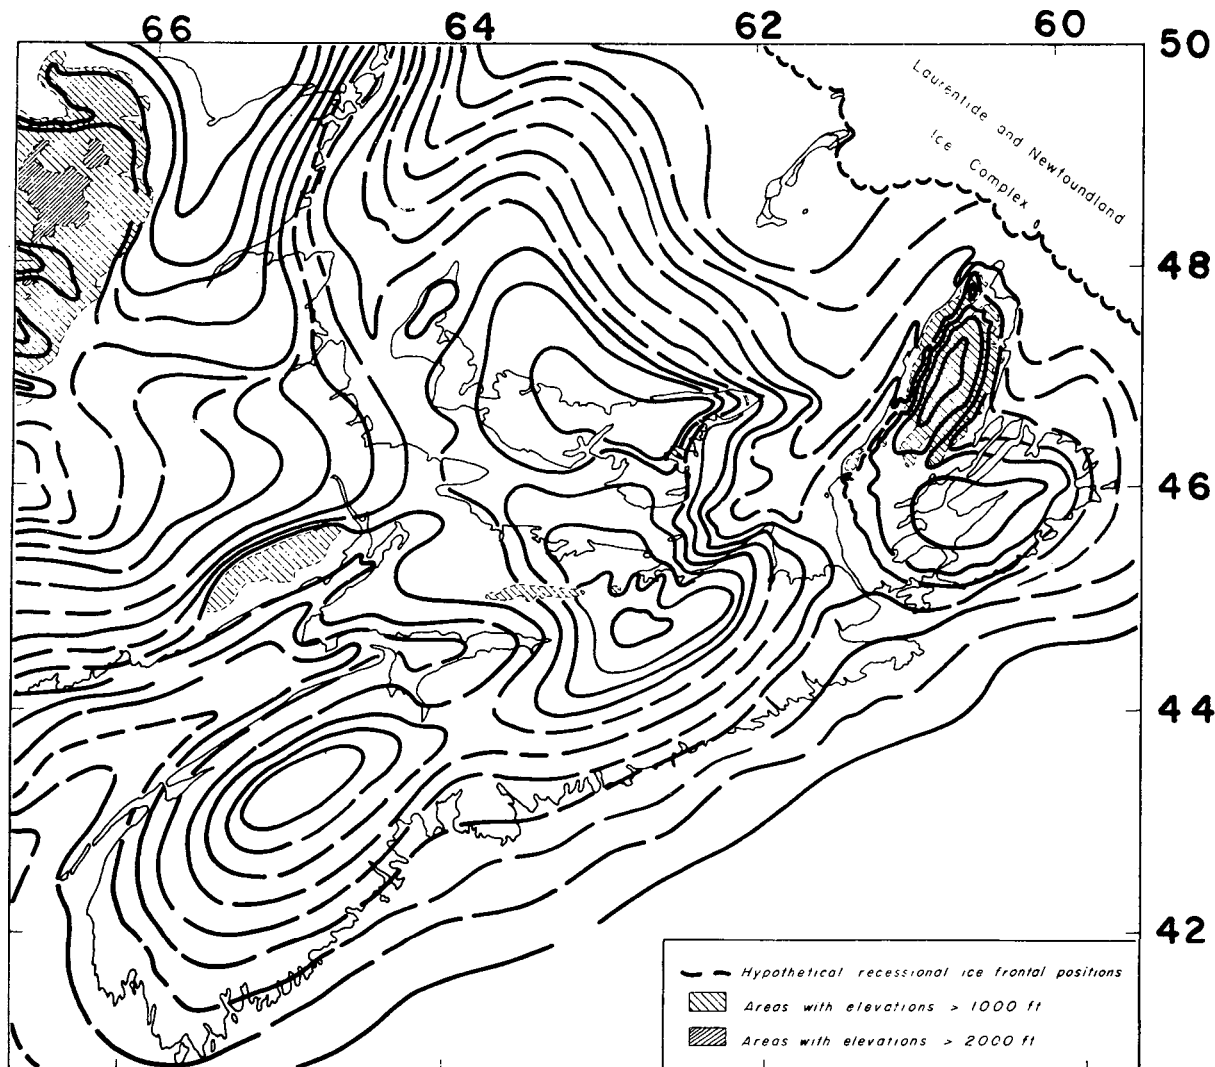 66 64 62 60
50
Laurentide and Newfoundland
Ice Complex
48
46
44
42
Hypothetical recessional ice frontal positions
Areas with elevations > 1000 ft
Areas with elevations > 2000 ft